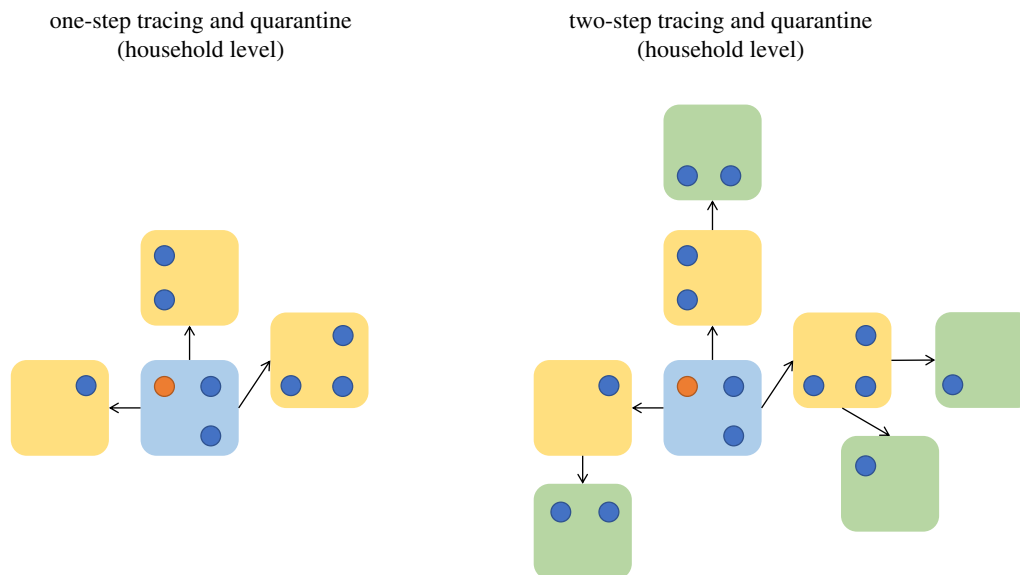 one-step tracing and quarantine
(household level)
two-step tracing and quarantine
(household level)